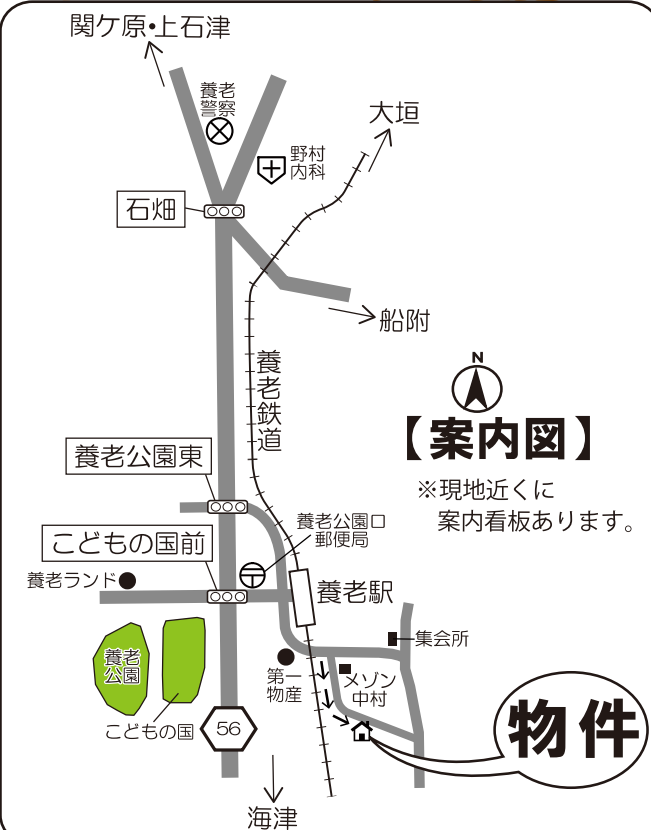 関ケ原・上石津
養老
警察
大垣
野村
内科
石畑
船附
養老鉄道
N
【案内図】
※現地近くに
案内看板あります。
養老公園東
養老公園口
郵便局
こどもの国前
養老ランド
養老駅
集会所
養老
公園
第一
物産
メゾン
中村
こどもの国
56
物件
海津